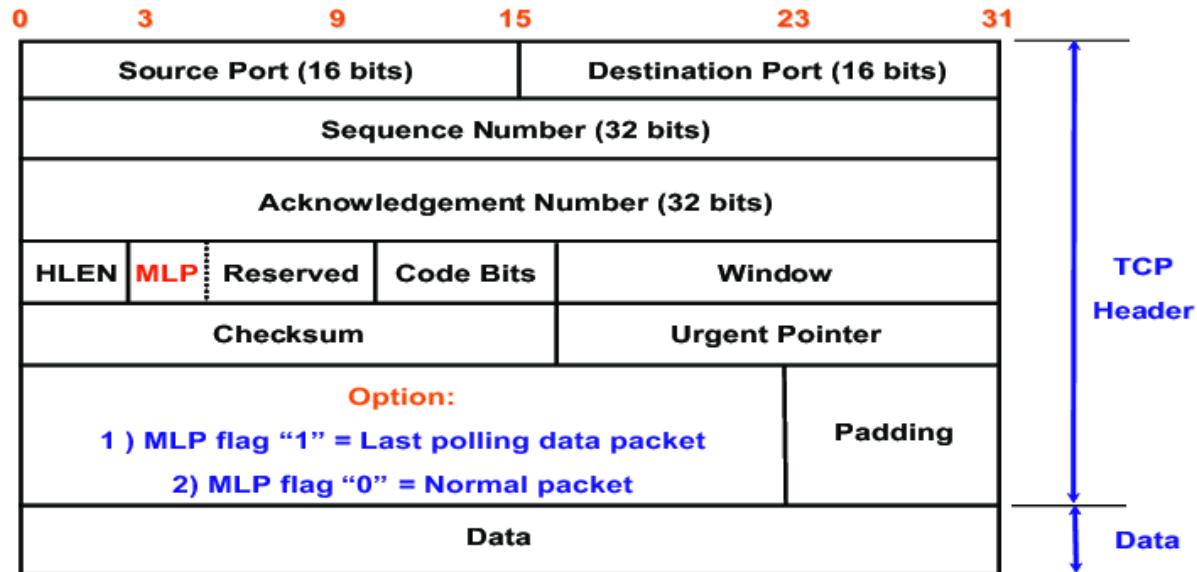 0 3 9 15 23 31
Source Port (16 bits) Destination Port (16 bits)
Sequence Number (32 bits)
Acknowledgement Number (32 bits)
HLEN MLP Reserved Code Bits Window
Checksum Urgent Pointer
Option:
1 ) MLP flag “1” = Last polling data packet
2) MLP flag “0” = Normal packet
Padding
Data
TCP
Header
Data